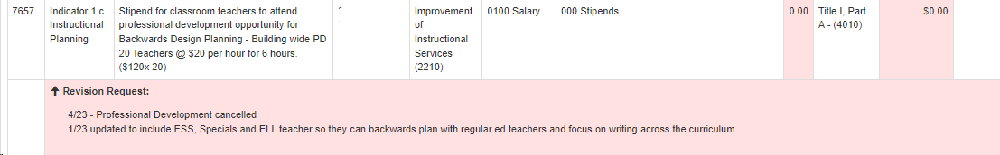 7657
Indicator 1.c.
Instructional
Planning
Stipend for classroom teachers to attend
professional development opportunity for
Backwards Design Planning - Building wide PD
20 Teachers @ $20 per hour for 6 hours.
($120x 20)
Improvement
of
Instructional
Services
(2210)
0100 Salary
000 Stipends
0.00
Title I, Part
A - (4010)
$0.00
Revision Request:
4/23 - Professional Development cancelled
1/23 updated to include ESS, Specials and ELL teacher so they can backwards plan with regular ed teachers and focus on writing across the curriculum.